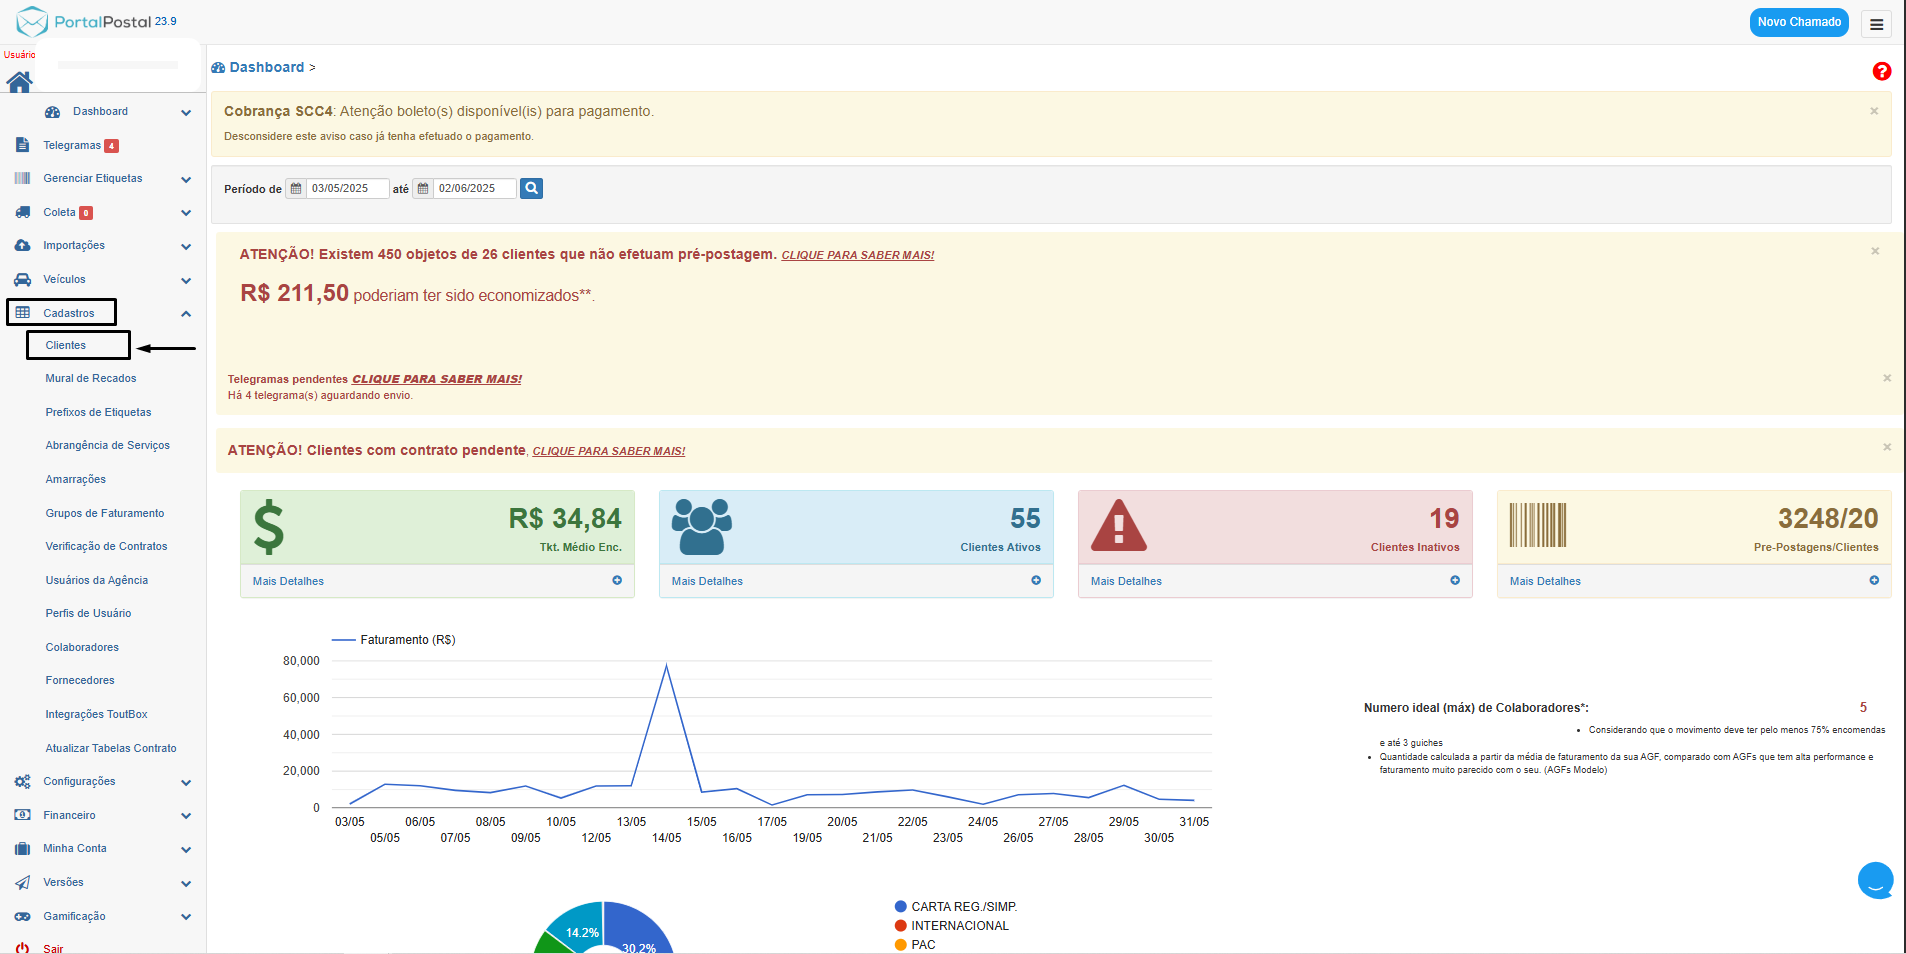 PortalPostal 23.9
Novo Chamado
Usuário
Dashboard >
Dashboard
Telegramas 4
Gerenciar Etiquetas
Coleta 0
Importações
Veículos
Cadastros
Clientes
Mural de Recados
Prefixos de Etiquetas
Abrangência de Serviços
Amarrações
Grupos de Faturamento
Verificação de Contratos
Usuários da Agência
Perfis de Usuário
Colaboradores
Fornecedores
Integrações ToutBox
Atualizar Tabelas Contrato
Configurações
Financeiro
Minha Conta
Versões
Gamificação
Sair
Cobrança SCC4: Atenção boleto(s) disponível(is) para pagamento.
Desconsidere este aviso caso já tenha efetuado o pagamento.
Período de 03/05/2025 até 02/06/2025
ATENÇÃO! Existem 450 objetos de 26 clientes que não efetuam pré-postagem. CLIQUE PARA SABER MAIS!
R$ 211,50 poderiam ter sido economizados**.
Telegramas pendentes CLIQUE PARA SABER MAIS!
Há 4 telegrama(s) aguardando envio.
ATENÇÃO! Clientes com contrato pendente, CLIQUE PARA SABER MAIS!
R$ 34,84
Tkt. Médio Enc.
Mais Detalhes
55
Clientes Ativos
Mais Detalhes
19
Clientes Inativos
Mais Detalhes
3248/20
Pre-Postagens/Clientes
Mais Detalhes
Faturamento (R$)
80,000
60,000
40,000
20,000
0
03/05 06/05 08/05 10/05 13/05 15/05 17/05 20/05 22/05 24/05 27/05 29/05 31/05
05/05 07/05 09/05 12/05 14/05 16/05 19/05 21/05 23/05 26/05 28/05 30/05
Numero ideal (máx) de Colaboradores*: 5
• Considerando que o movimento deve ter pelo menos 75% encomendas
e até 3 guiches
• Quantidade calculada a partir da média de faturamento da sua AGF, comparado com AGFs que tem alta performance e
faturamento muito parecido com o seu. (AGFs Modelo)
14.2%
30.2%
CARTA REG./SIMP.
INTERNACIONAL
PAC